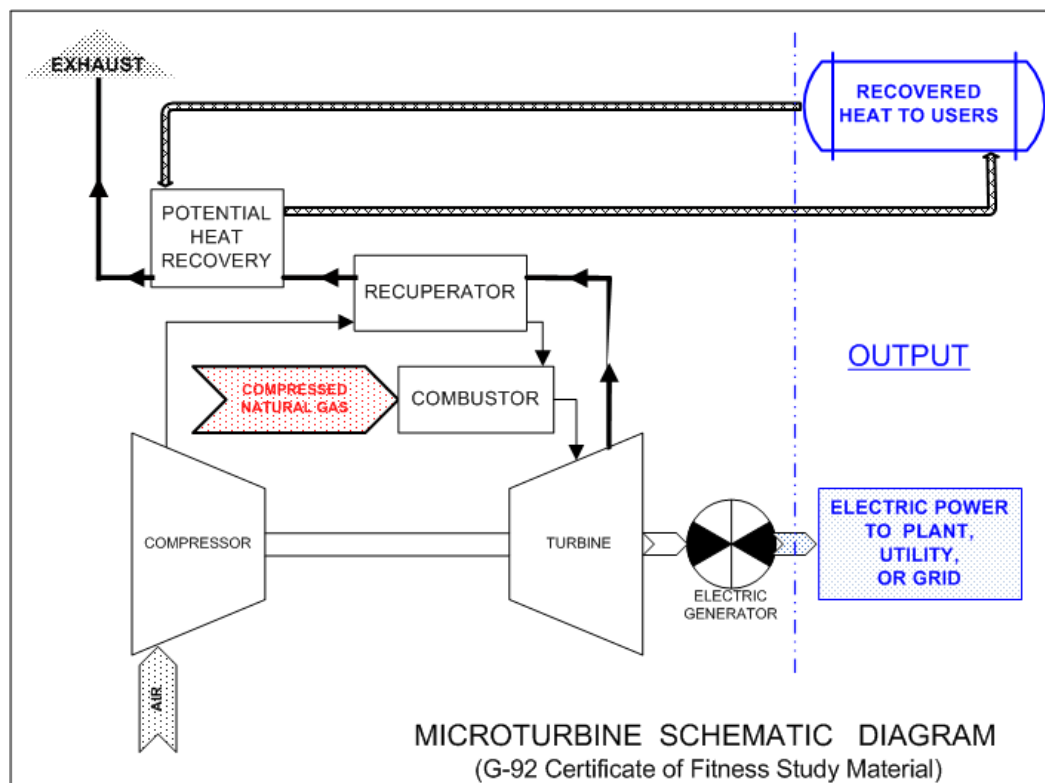 EXHAUST
RECOVERED
HEAT TO USERS
POTENTIAL
HEAT
RECOVERY
RECUPERATOR
OUTPUT
COMPRESSED
NATURAL GAS
COMBUSTOR
COMPRESSOR
TURBINE
ELECTRIC
GENERATOR
ELECTRIC POWER
TO PLANT,
UTILITY,
OR GRID
AIR
MICROTURBINE SCHEMATIC DIAGRAM
(G-92 Certificate of Fitness Study Material)